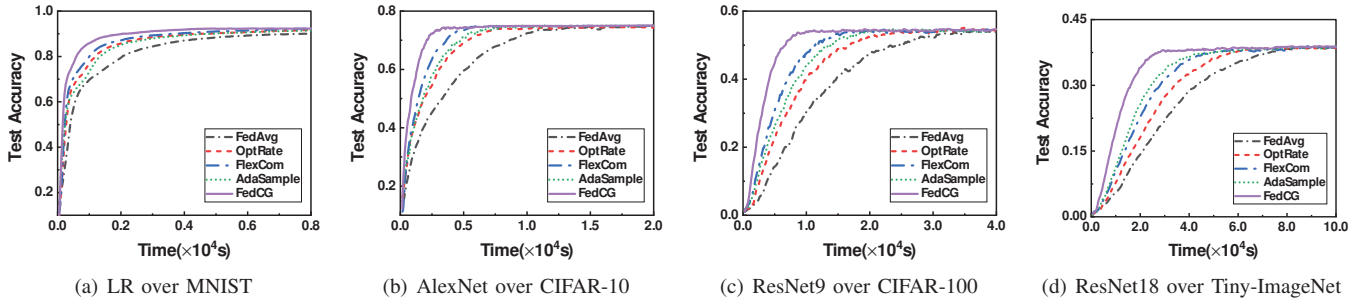 Test Accuracy
1.0
0.8
0.6
0.4
0.2
0.0
0.2
0.4
0.6
0.8
Time(×10⁴s)
FedAvg
OptRate
FlexCom
AdaSample
FedCG
(a) LR over MNIST
Test Accuracy
0.8
0.6
0.4
0.2
0.0
0.5
1.0
1.5
2.0
Time(×10⁴s)
FedAvg
OptRate
FlexCom
AdaSample
FedCG
(b) AlexNet over CIFAR-10
Test Accuracy
0.6
0.4
0.2
0.0
0.0
1.0
2.0
3.0
4.0
Time(×10⁴s)
FedAvg
OptRate
FlexCom
AdaSample
FedCG
(c) ResNet9 over CIFAR-100
Test Accuracy
0.45
0.30
0.15
0.00
0.0
2.0
4.0
6.0
8.0
10.0
Time(×10⁴s)
FedAvg
OptRate
FlexCom
AdaSample
FedCG
(d) ResNet18 over Tiny-ImageNet